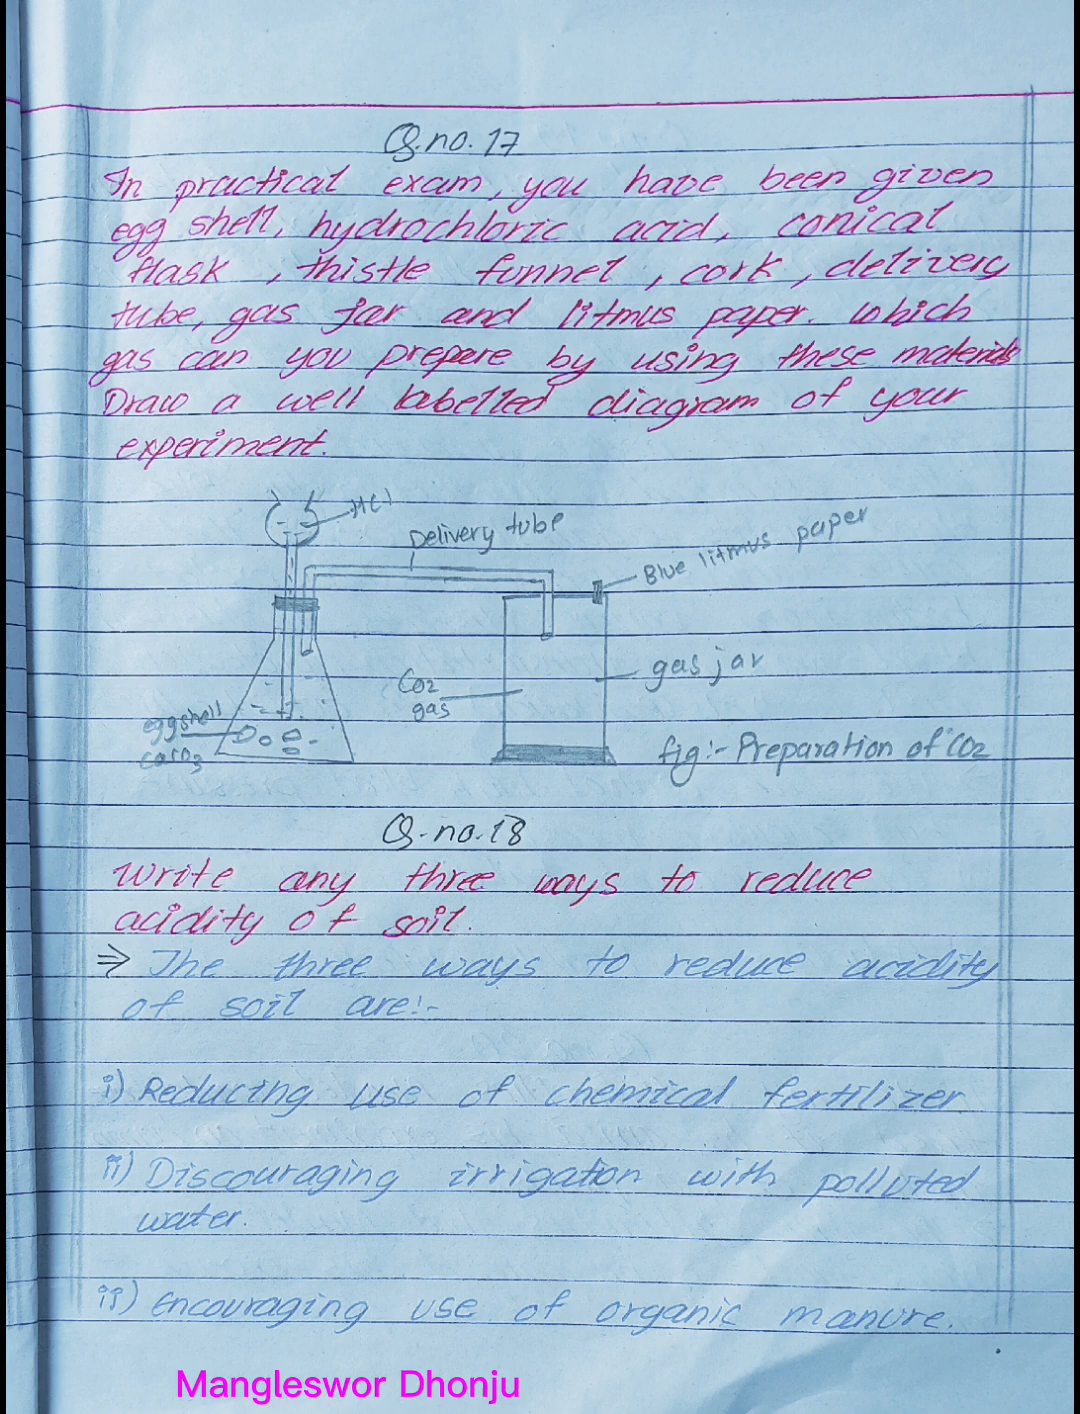 Q.no. 17
In practical exam, you have been given
egg shell, hydrochloric acid, conical
flask , thistle funnel , cork , delivery
tube, gas jar and litmus paper. which
gas can you prepare by using these materials
Draw a well labelled diagram of your
experiment.
HCl
Delivery tube
Blue litmus paper
gas jar
CO2
gas
eggshell
CaCO3
fig:- Preparation of CO2
Q.no.18
Write any three ways to reduce
acidity of soil.
⇒ The three ways to reduce acidity
of soil are:-
i) Reducing use of chemical fertilizer
ii) Discouraging irrigation with polluted
water.
ii) Encouraging use of organic manure.
Mangleswor Dhonju